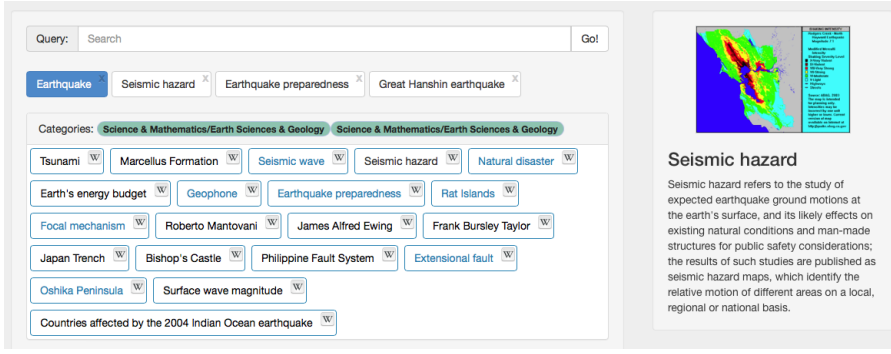 Query: Search Go!
Earthquake x Seismic hazard x Earthquake preparedness x Great Hanshin earthquake x
Categories: Science & Mathematics/Earth Sciences & Geology Science & Mathematics/Earth Sciences & Geology
Tsunami W Marcellus Formation W Seismic wave W Seismic hazard W Natural disaster W
Earth's energy budget W Geophone W Earthquake preparedness W Rat Islands W
Focal mechanism W Roberto Mantovani W James Alfred Ewing W Frank Bursley Taylor W
Japan Trench W Bishop's Castle W Philippine Fault System W Extensional fault W
Oshika Peninsula W Surface wave magnitude W
Countries affected by the 2004 Indian Ocean earthquake W
Seismic hazard
Seismic hazard refers to the study of
expected earthquake ground motions at
the earth's surface, and its likely effects on
existing natural conditions and man-made
structures for public safety considerations;
the results of such studies are published as
seismic hazard maps, which identify the
relative motion of different areas on a local,
regional or national basis.